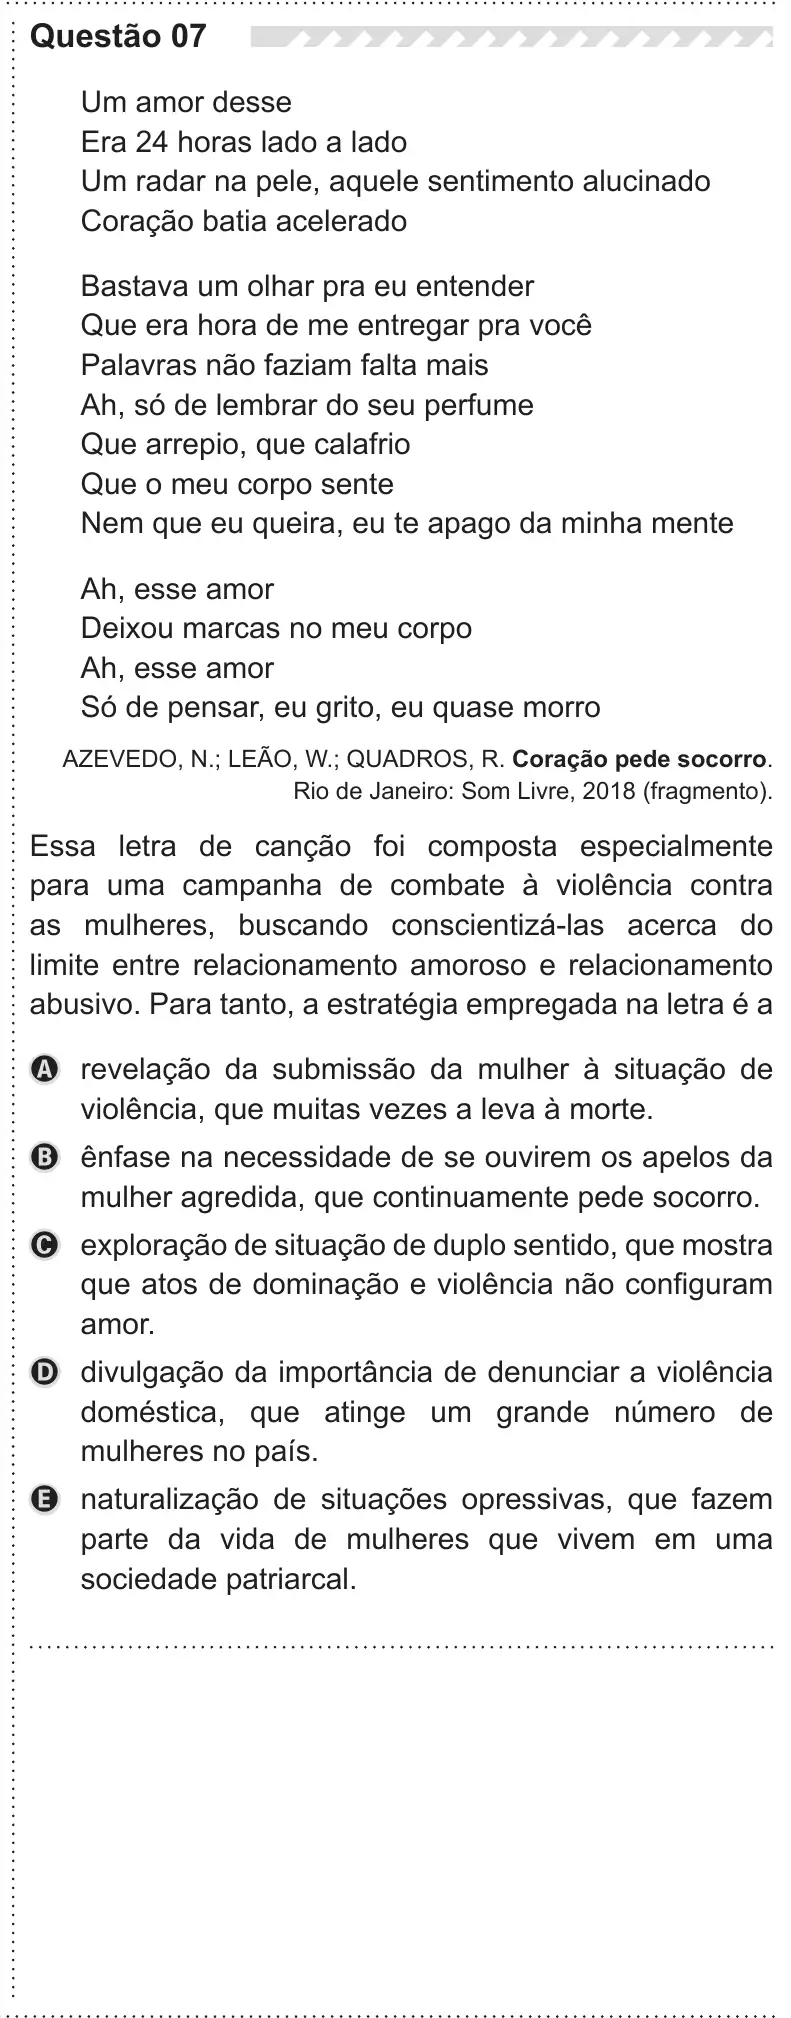 Questão 07
Um amor desse
Era 24 horas lado a lado
Um radar na pele, aquele sentimento alucinado
Coração batia acelerado
Bastava um olhar pra eu entender
Que era hora de me entregar pra você
Palavras não faziam falta mais
Ah, só de lembrar do seu perfume
Que arrepio, que calafrio
Que o meu corpo sente
Nem que eu queira, eu te apago da minha mente
Ah, esse amor
Deixou marcas no meu corpo
Ah, esse amor
Só de pensar, eu grito, eu quase morro
AZEVEDO, N.; LEÃO, W.; QUADROS, R. Coração pede socorro.
Rio de Janeiro: Som Livre, 2018 (fragmento).
Essa letra de canção foi composta especialmente
para uma campanha de combate à violência contra
as mulheres, buscando conscientizá-las acerca do
limite entre relacionamento amoroso e relacionamento
abusivo. Para tanto, a estratégia empregada na letra é a
A revelação da submissão da mulher à situação de
violência, que muitas vezes a leva à morte.
B ênfase na necessidade de se ouvirem os apelos da
mulher agredida, que continuamente pede socorro.
C exploração de situação de duplo sentido, que mostra
que atos de dominação e violência não configuram
amor.
D divulgação da importância de denunciar a violência
doméstica, que atinge um grande número de
mulheres no país.
E naturalização de situações opressivas, que fazem
parte da vida de mulheres que vivem em uma
sociedade patriarcal.